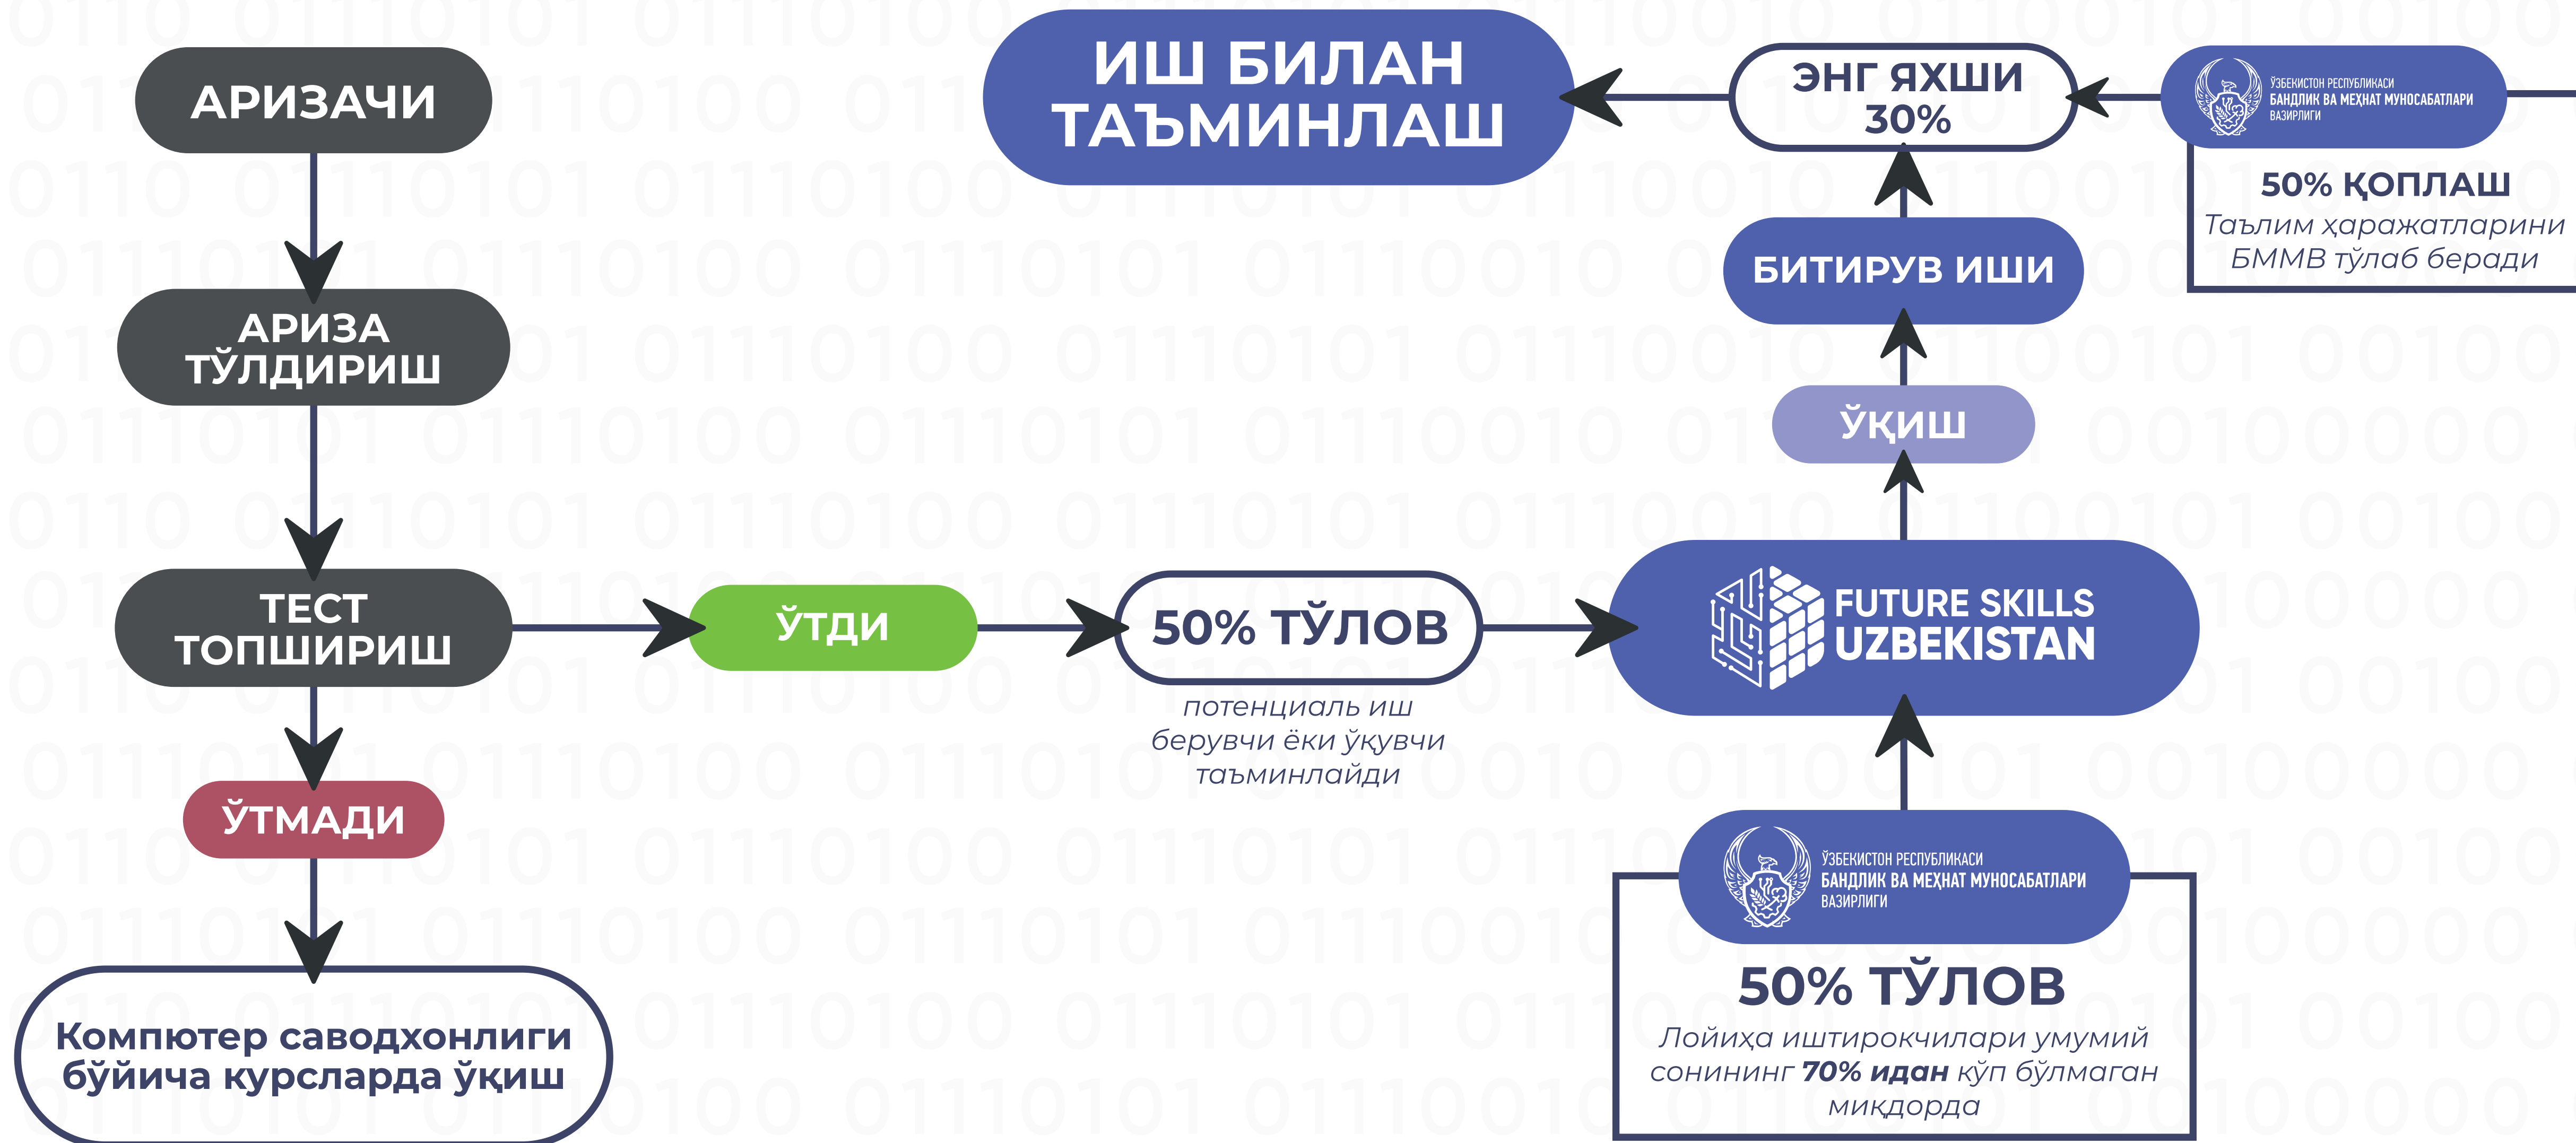 АРИЗАЧИ
АРИЗА
ТЎЛДИРИШ
ТЕСТ
ТОПШИРИШ
ЎТМАДИ
Компютер саводхонлиги
бўйича курсларда ўқиш
ЎТДИ
50% ТЎЛОВ
потенциаль иш
берувчи ёки ўқувчи
таъминлайди
FUTURE SKILLS
UZBEKISTAN
ЎЗБЕКИСТОН РЕСПУБЛИКАСИ
БАНДЛИК ВА МЕҲНАТ МУНОСАБАТЛАРИ
ВАЗИРЛИГИ
50% ТЎЛОВ
Лойиҳа иштирокчилари умумий
сонининг 70% идан кўп бўлмаган
миқдорда
ЎҚИШ
БИТИРУВ ИШИ
ЭНГ ЯХШИ
30%
ЎЗБЕКИСТОН РЕСПУБЛИКАСИ
БАНДЛИК ВА МЕҲНАТ МУНОСАБАТЛАРИ
ВАЗИРЛИГИ
50% ҚОПЛАШ
Таълим ҳаражатларини
БММВ тўлаб беради
ИШ БИЛАН
ТАЪМИНЛАШ